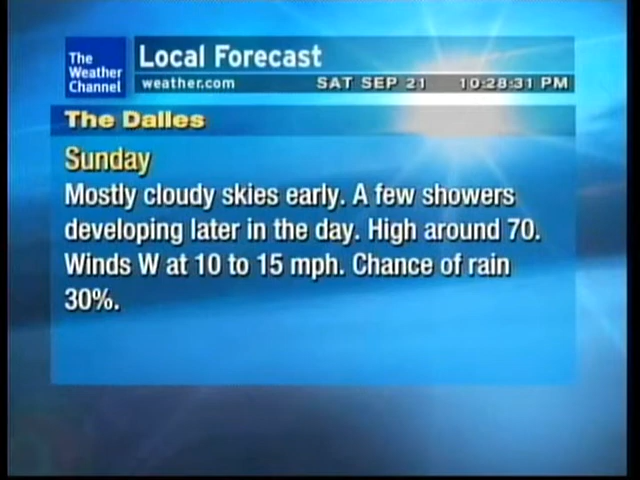 The
Weather
Channel
Local Forecast
weather.com SAT SEP 21 10:28:31 PM
The Dalles
Sunday
Mostly cloudy skies early. A few showers
developing later in the day. High around 70.
Winds W at 10 to 15 mph. Chance of rain
30%.